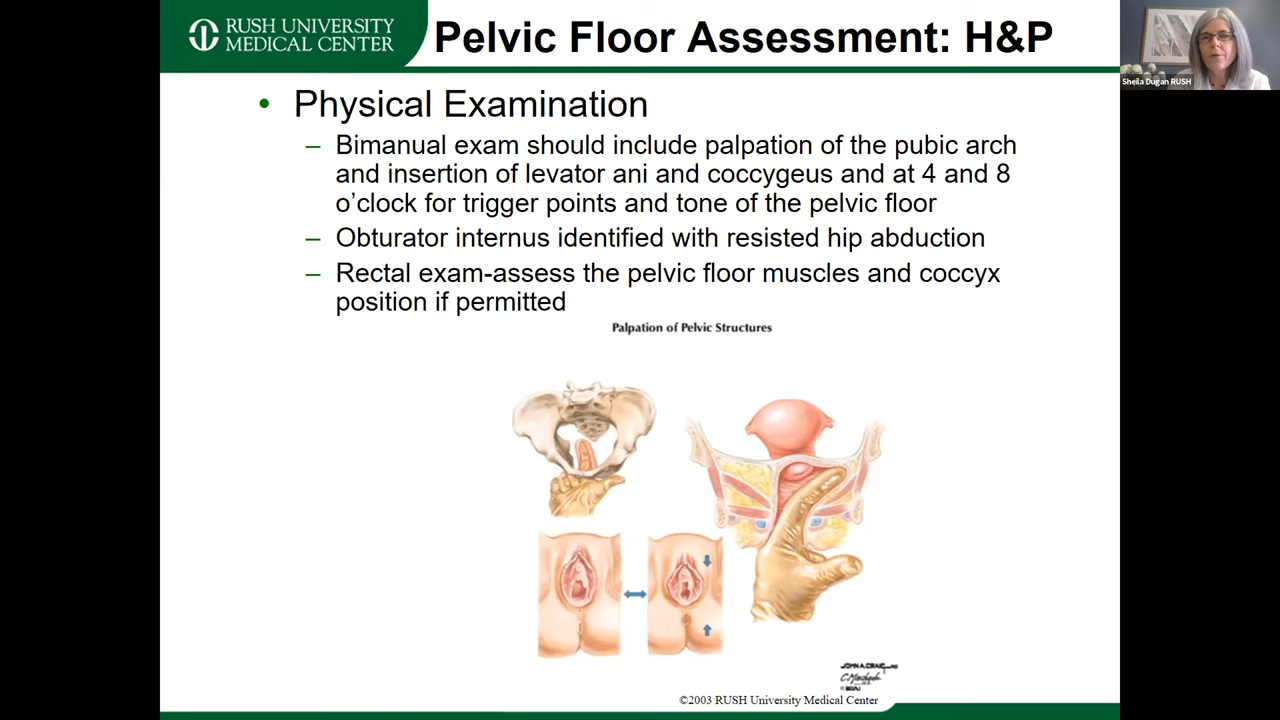 RUSH UNIVERSITY
MEDICAL CENTER
Pelvic Floor Assessment: H&P
Sheila Dugan RUSH
• Physical Examination
– Bimanual exam should include palpation of the pubic arch
and insertion of levator ani and coccygeus and at 4 and 8
o’clock for trigger points and tone of the pelvic floor
– Obturator internus identified with resisted hip abduction
– Rectal exam-assess the pelvic floor muscles and coccyx
position if permitted
Palpation of Pelvic Structures
JOHN A. CRAIG
C. Machado
©2003 RUSH University Medical Center